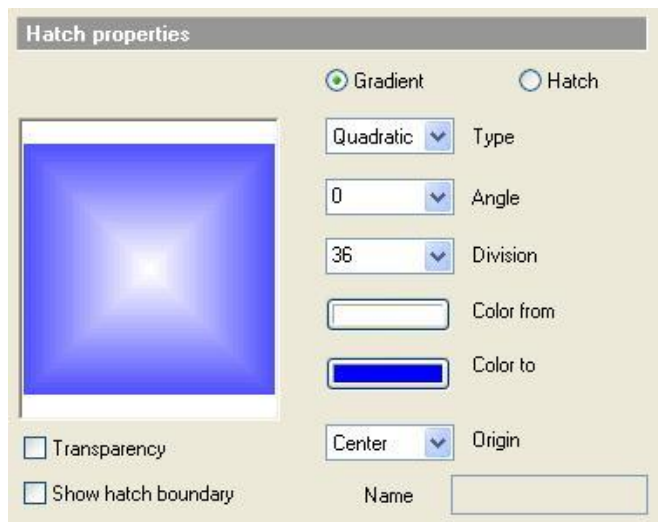 Hatch properties
Gradient Hatch
Quadratic Type
0 Angle
36 Division
Color from
Color to
Center Origin
Transparency
Show hatch boundary
Name